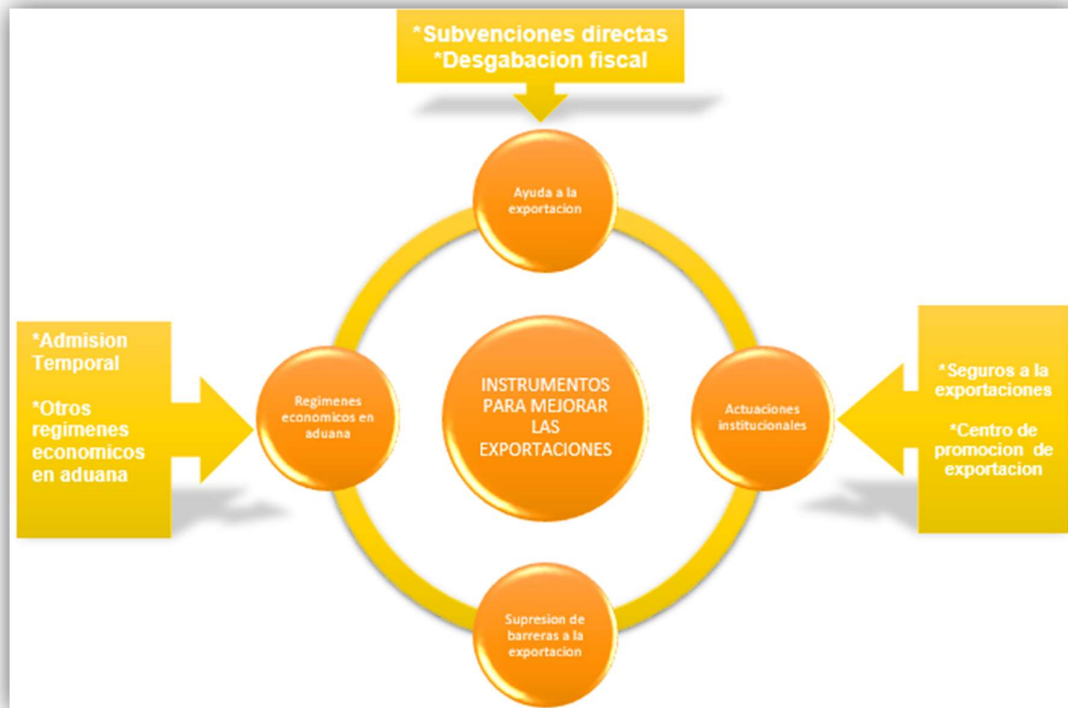 *Subvenciones directas
*Desgabacion fiscal
Ayuda a la
exportacion
*Admision
Temporal
*Otros
regimenes
economicos
en aduana
Regimenes
economicos en
aduana
INSTRUMENTOS
PARA MEJORAR
LAS
EXPORTACIONES
Actuaciones
institucionales
*Seguros a la
exportaciones
*Centro de
promocion de
exportacion
Supresion de
barreras a la
exportacion